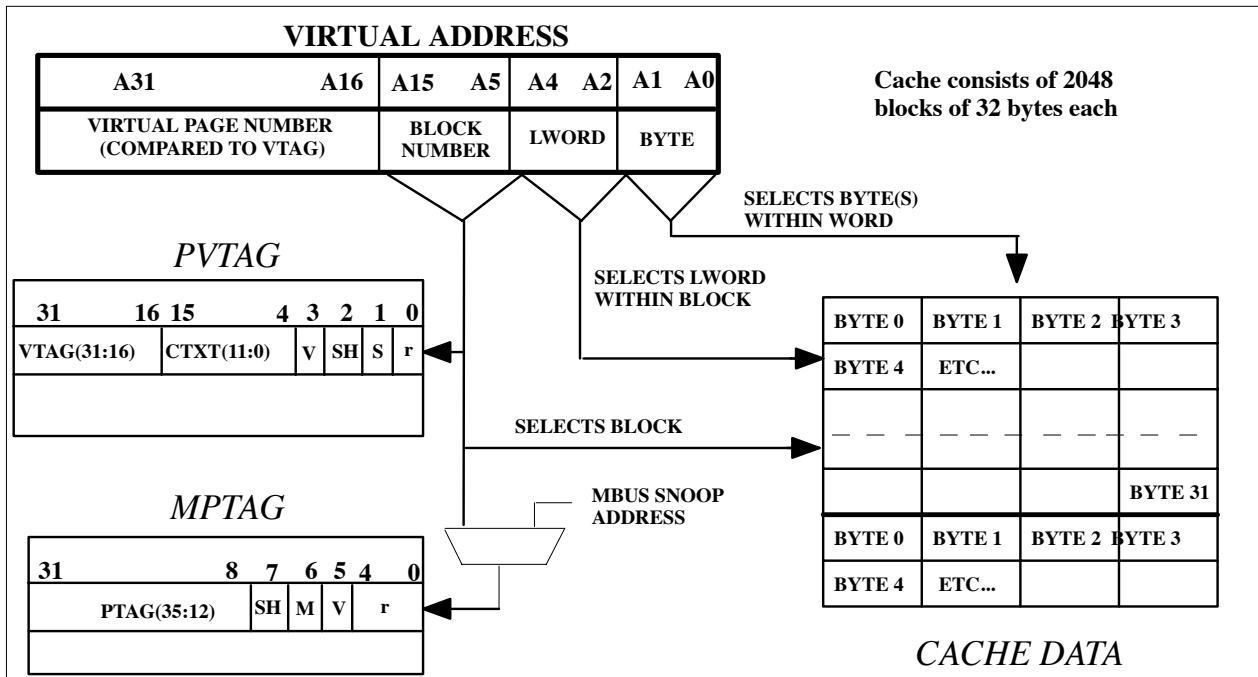 VIRTUAL ADDRESS
A31 A16 A15 A5 A4 A2 A1 A0
VIRTUAL PAGE NUMBER
(COMPARED TO VTAG)
BLOCK
NUMBER
LWORD
BYTE
Cache consists of 2048
blocks of 32 bytes each
SELECTS BYTE(S)
WITHIN WORD
PVTAG
SELECTS LWORD
WITHIN BLOCK
31 16 15 4 3 2 1 0
VTAG(31:16) CTXT(11:0) V SH S r
SELECTS BLOCK
MBUS SNOOP
ADDRESS
MPTAG
31 8 7 6 5 4 0
PTAG(35:12) SH M V r
BYTE 0 BYTE 1 BYTE 2 BYTE 3
BYTE 4 ETC...
BYTE 31
BYTE 0 BYTE 1 BYTE 2 BYTE 3
BYTE 4 ETC...
CACHE DATA